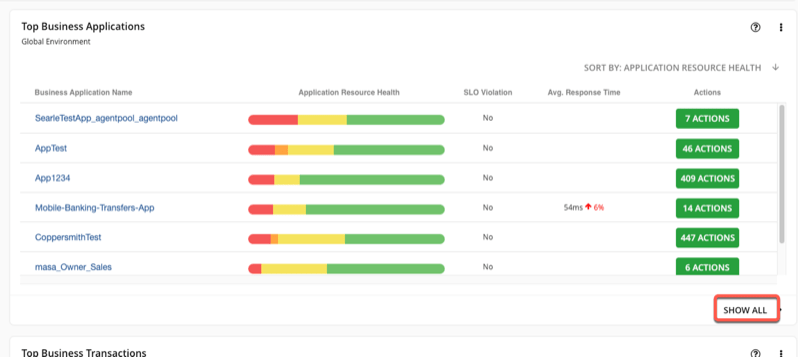 Top Business Applications
Global Environment
SORT BY: APPLICATION RESOURCE HEALTH
Business Application Name Application Resource Health SLO Violation Avg. Response Time Actions
SearleTestApp_agentpool_agentpool No 7 ACTIONS
AppTest No 46 ACTIONS
App1234 No 409 ACTIONS
Mobile-Banking-Transfers-App No 54ms 6% 14 ACTIONS
CoppersmithTest No 447 ACTIONS
masa_Owner_Sales No 6 ACTIONS
SHOW ALL
Top Business Transactions